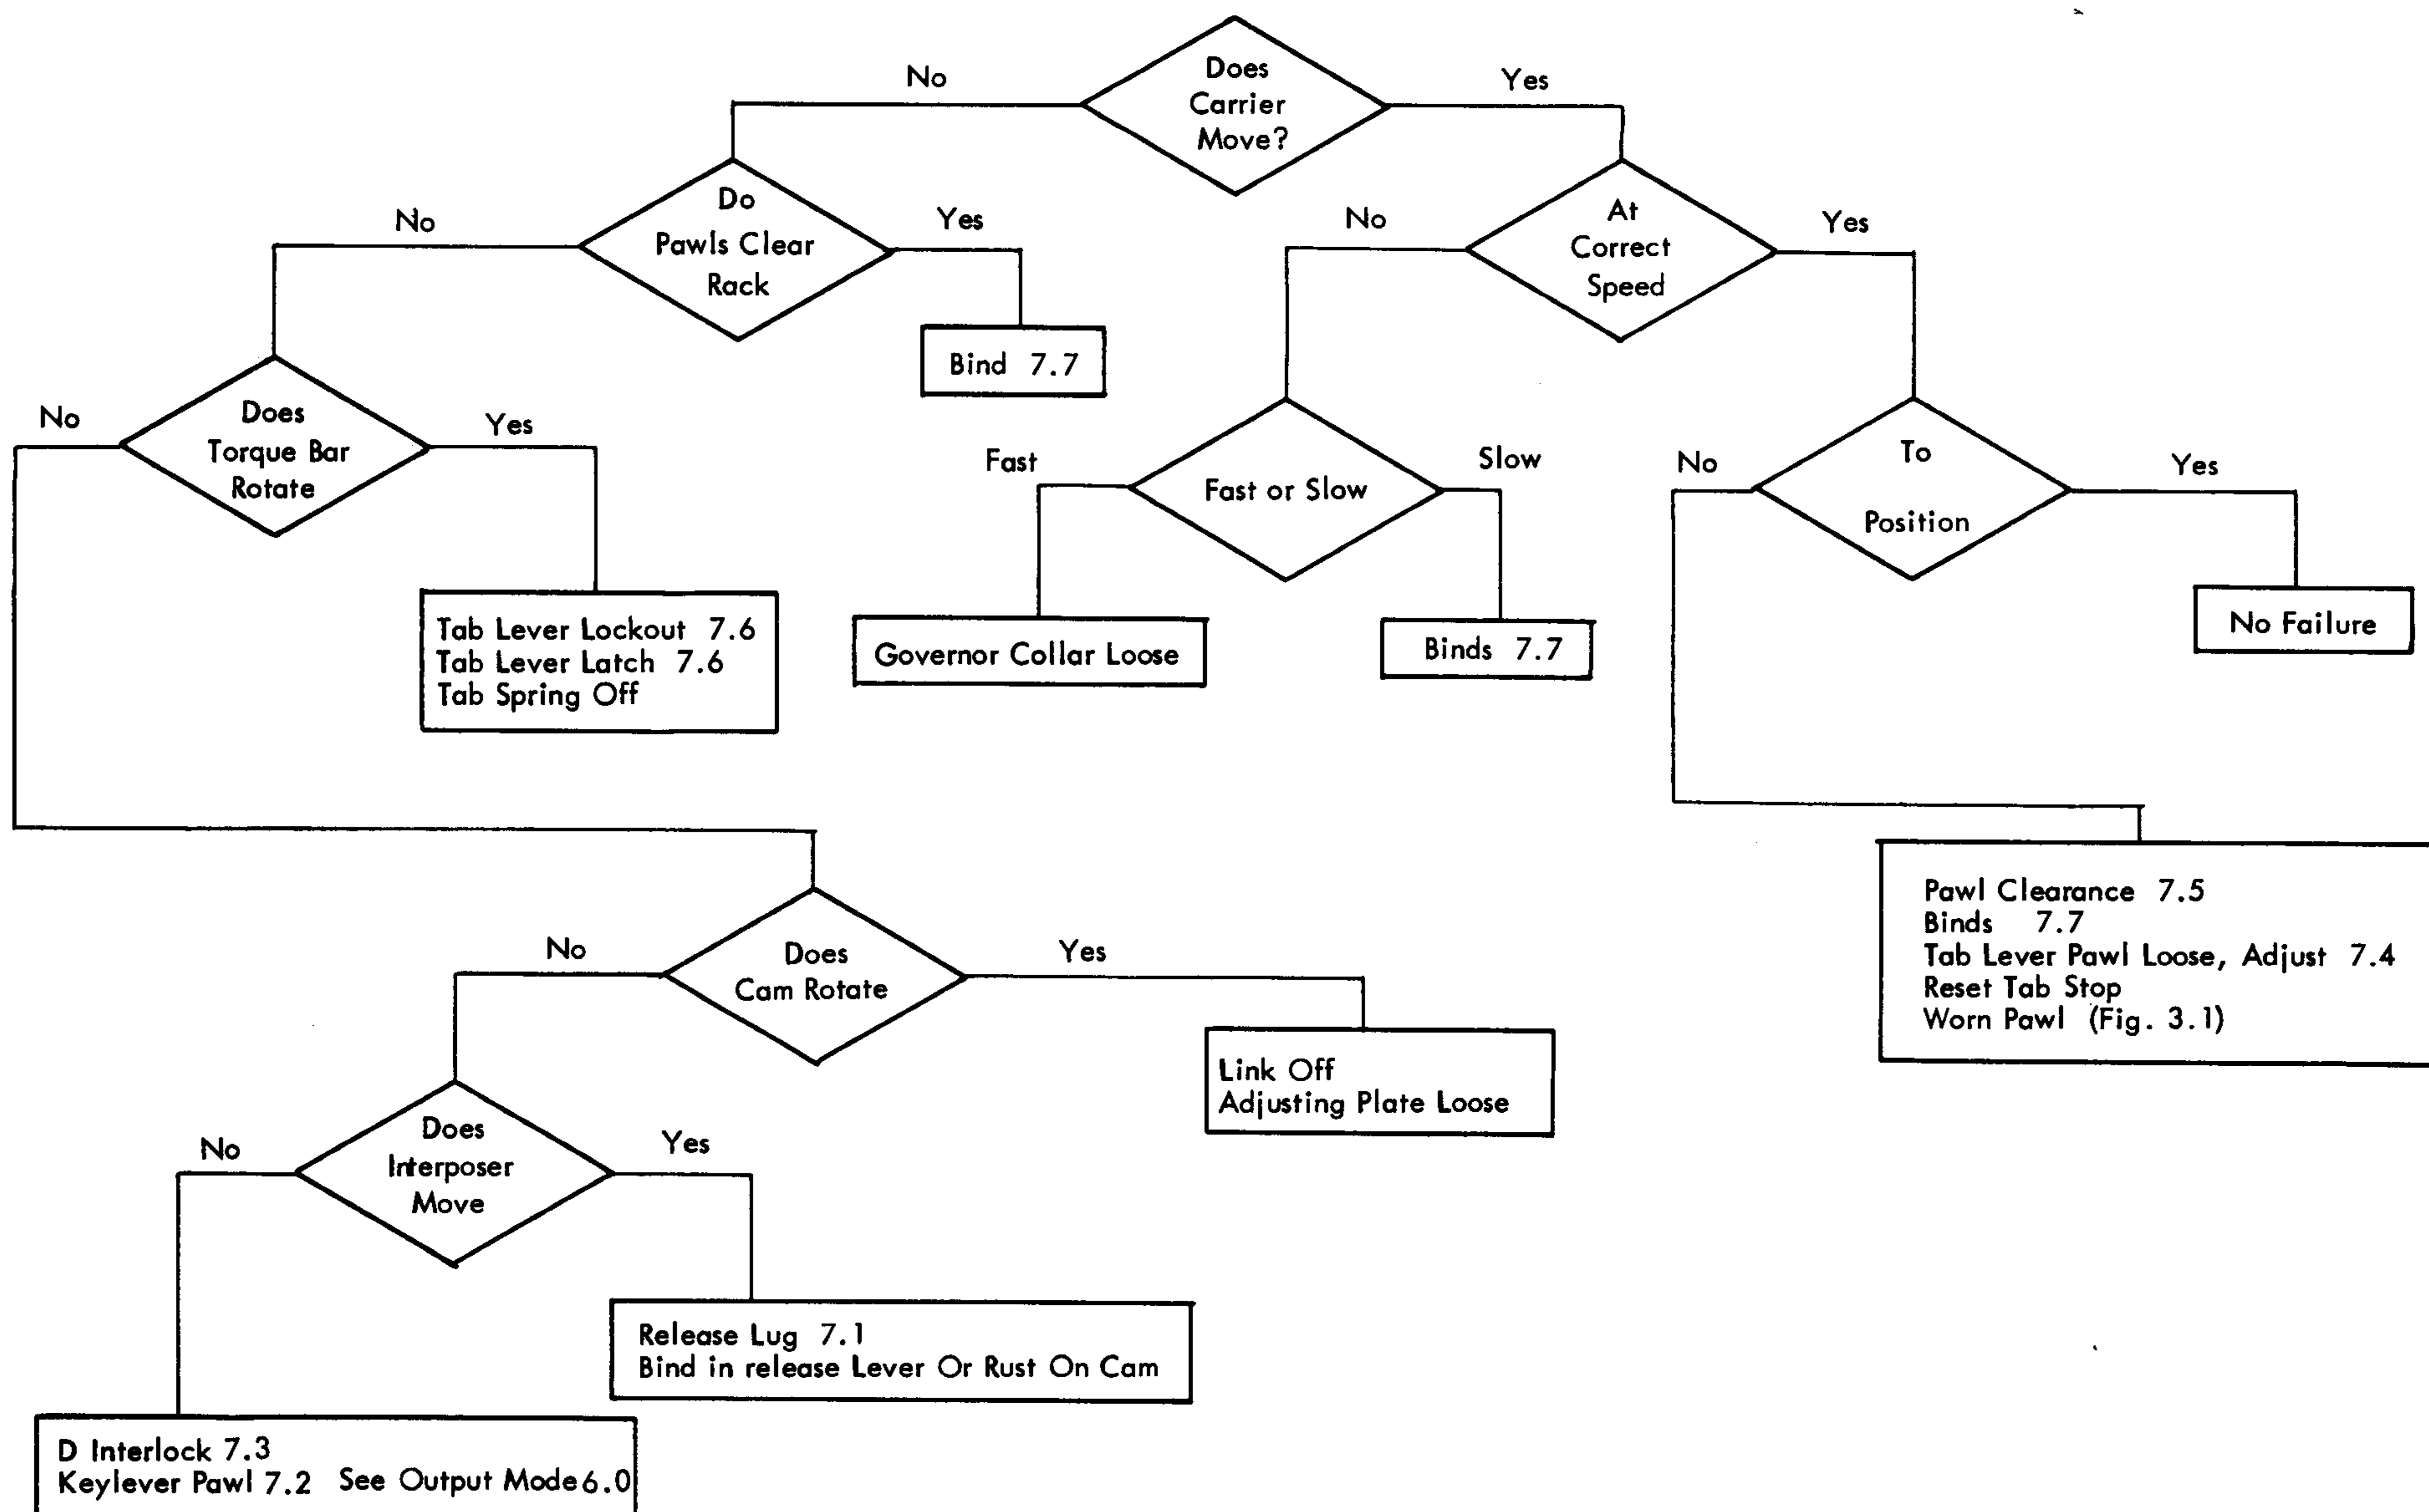 Does
Carrier
Move?
No
Yes
Do
Pawls Clear
Rack
No
Yes
At
Correct
Speed
No
Yes
Bind 7.7
Does
Torque Bar
Rotate
No
Yes
Fast or Slow
Fast
Slow
To
Position
No
Yes
Tab Lever Lockout 7.6
Tab Lever Latch 7.6
Tab Spring Off
Governor Collar Loose
Binds 7.7
No Failure
Pawl Clearance 7.5
Binds 7.7
Tab Lever Pawl Loose, Adjust 7.4
Reset Tab Stop
Worn Pawl (Fig. 3.1)
Does
Cam Rotate
No
Yes
Link Off
Adjusting Plate Loose
Does
Interposer
Move
No
Yes
Release Lug 7.1
Bind in release Lever Or Rust On Cam
D Interlock 7.3
Keylever Pawl 7.2 See Output Mode 6.0